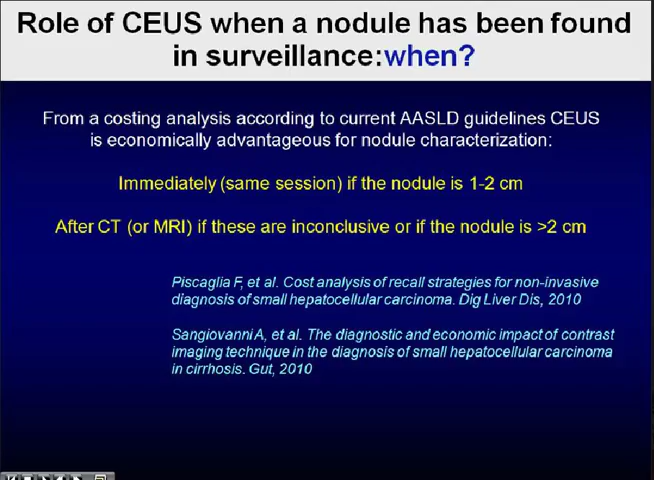 Role of CEUS when a nodule has been found
in surveillance:when?
From a costing analysis according to current AASLD guidelines CEUS
is economically advantageous for nodule characterization:
Immediately (same session) if the nodule is 1-2 cm
After CT (or MRI) if these are inconclusive or if the nodule is >2 cm
Piscaglia F, et al. Cost analysis of recall strategies for non-invasive
diagnosis of small hepatocellular carcinoma. Dig Liver Dis, 2010
Sangiovanni A, et al. The diagnostic and economic impact of contrast
imaging technique in the diagnosis of small hepatocellular carcinoma
in cirrhosis. Gut, 2010